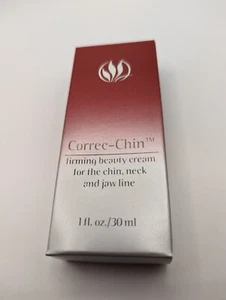 Correc-Chin™
firming beauty cream
for the chin, neck
and jaw line
1 fl. oz./30 ml